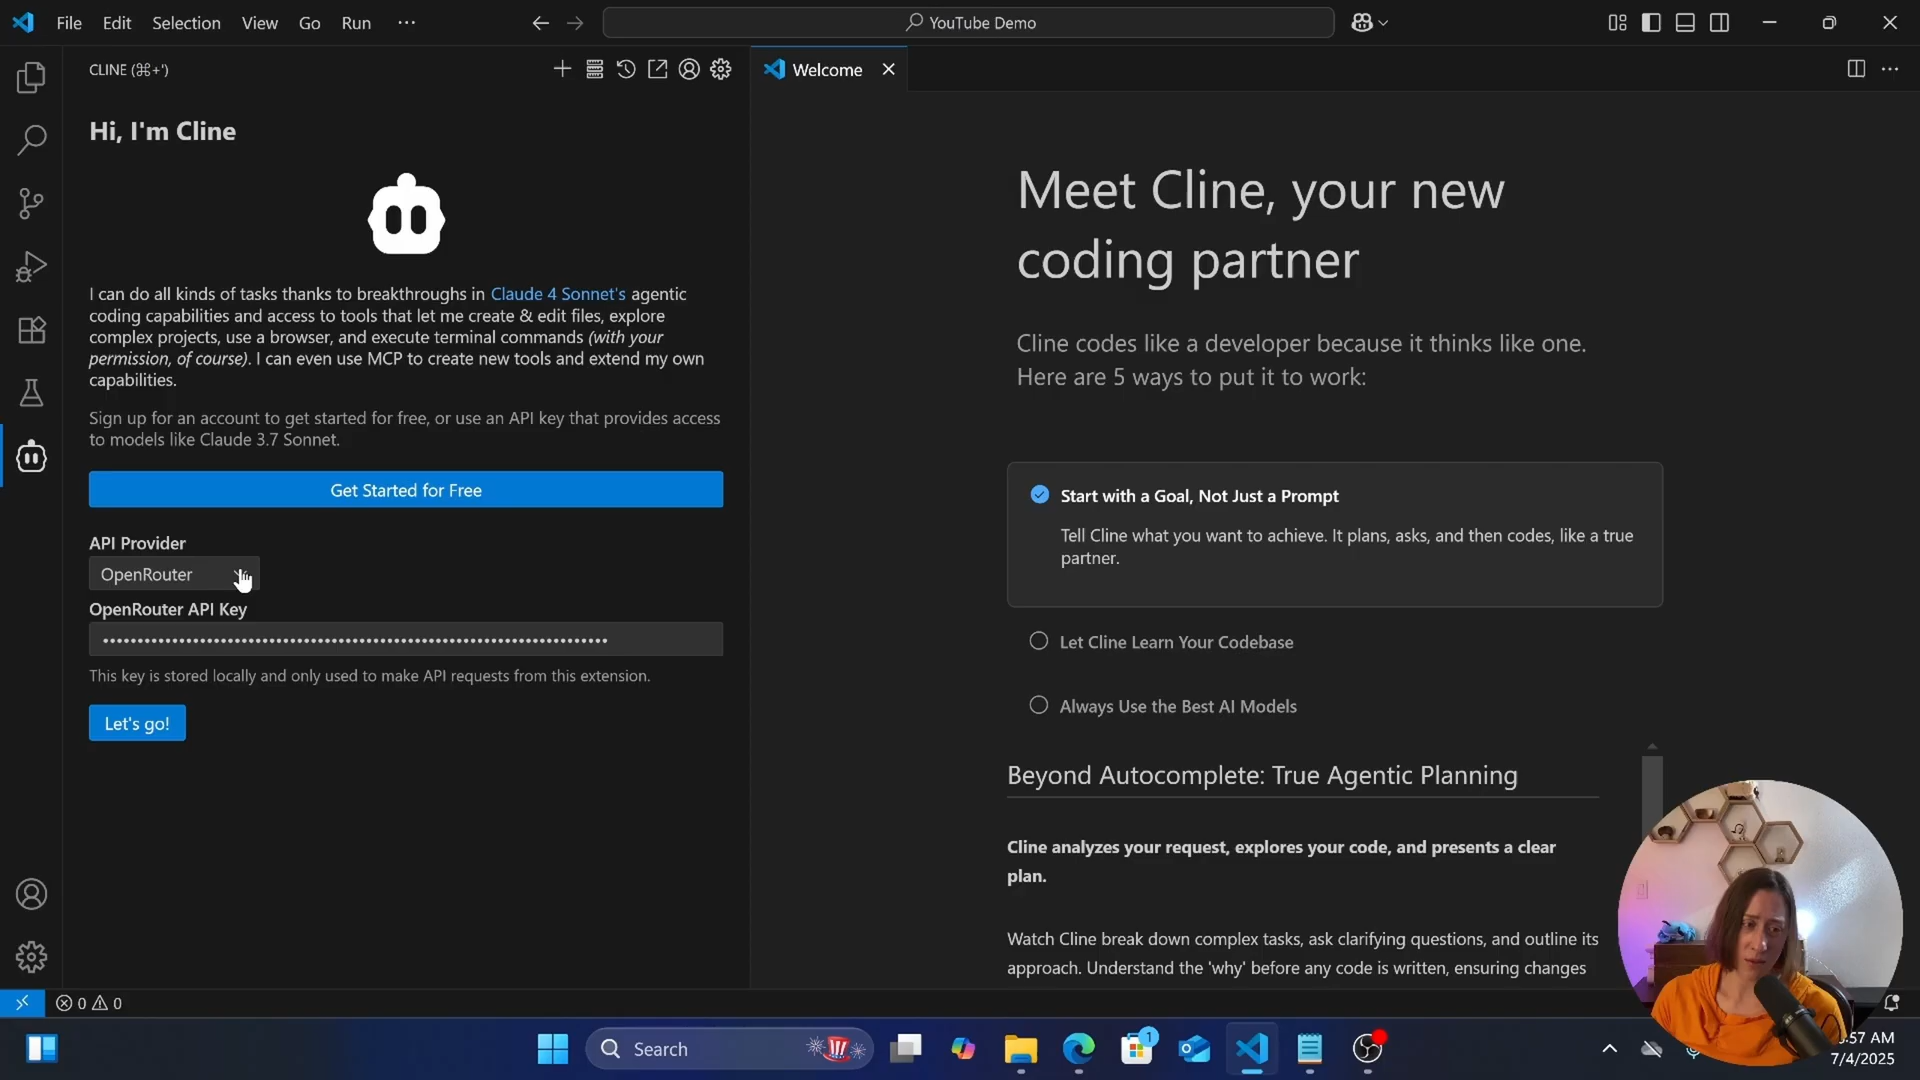 File Edit Selection View Go Run ···
YouTube Demo
CLINE (⌘+')
Welcome
Hi, I'm Cline
I can do all kinds of tasks thanks to breakthroughs in Claude 4 Sonnet's agentic
coding capabilities and access to tools that let me create & edit files, explore
complex projects, use a browser, and execute terminal commands (with your
permission, of course). I can even use MCP to create new tools and extend my own
capabilities.
Sign up for an account to get started for free, or use an API key that provides access
to models like Claude 3.7 Sonnet.
Get Started for Free
API Provider
OpenRouter
OpenRouter API Key
••••••••••••••••••••••••••••••••••••••••••••••••••••••••••••••••••••••••••
This key is stored locally and only used to make API requests from this extension.
Let's go!
Meet Cline, your new
coding partner
Cline codes like a developer because it thinks like one.
Here are 5 ways to put it to work:
Start with a Goal, Not Just a Prompt
Tell Cline what you want to achieve. It plans, asks, and then codes, like a true
partner.
Let Cline Learn Your Codebase
Always Use the Best AI Models
Beyond Autocomplete: True Agentic Planning
Cline analyzes your request, explores your code, and presents a clear
plan.
Watch Cline break down complex tasks, ask clarifying questions, and outline its
approach. Understand the 'why' before any code is written, ensuring changes
0 0
Search
1
:57 AM
7/4/2025